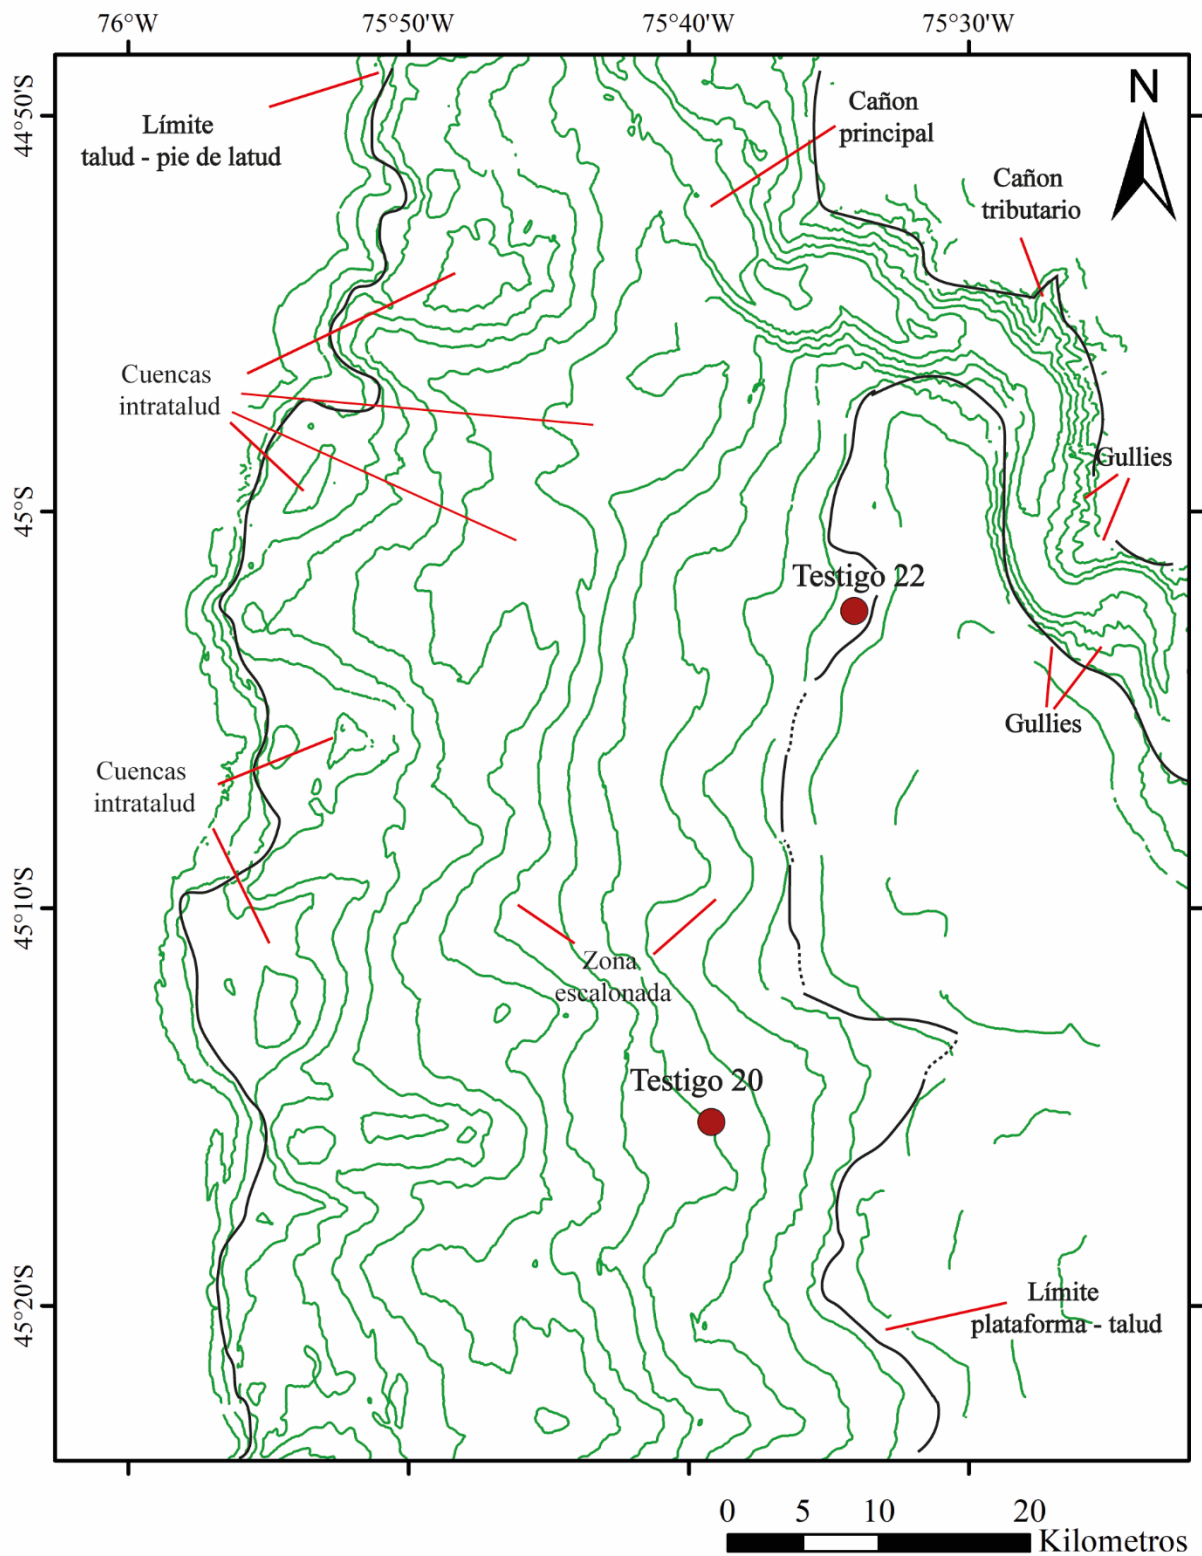 76°W
75°50'W
75°40'W
75°30'W
44°50'S
N
Límite
talud - pie de latud
Cañon
principal
Cañon
tributario
Cuencas
intratalud
Gullies
45°S
Testigo 22
Gullies
Cuencas
intratalud
45°10'S
Zona
escalonada
Testigo 20
45°20'S
Límite
plataforma - talud
0 5 10 20
Kilometros